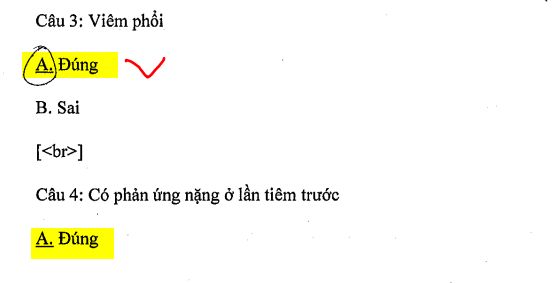 Câu 3: Viêm phổi
A. Đúng
B. Sai
[<br>]
Câu 4: Có phản ứng nặng ở lần tiêm trước
A. Đúng